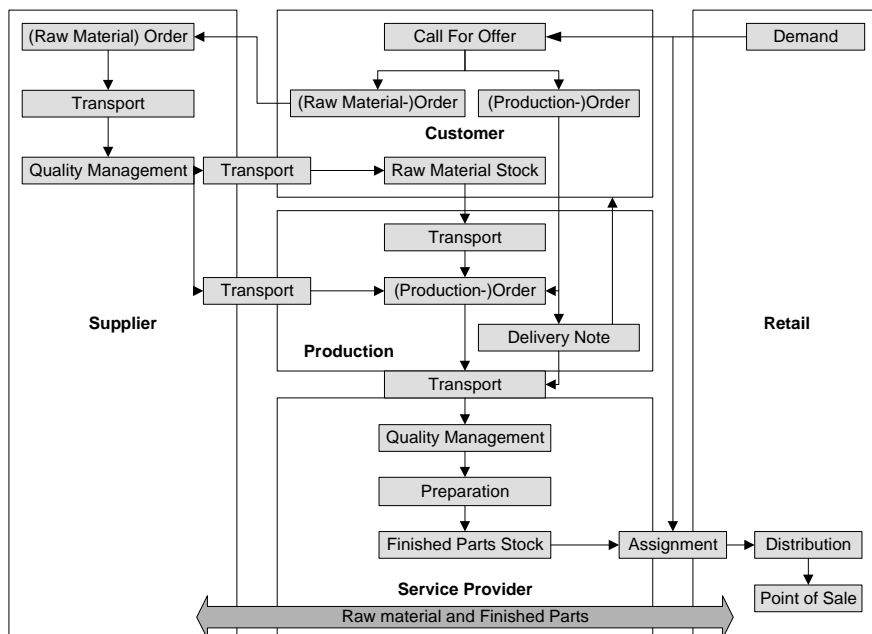 (Raw Material) Order
Call For Offer
Demand
Transport
(Raw Material-)Order
(Production-)Order
Customer
Quality Management
Transport
Raw Material Stock
Transport
Transport
(Production-)Order
Supplier
Retail
Delivery Note
Production
Transport
Quality Management
Preparation
Finished Parts Stock
Assignment
Distribution
Service Provider
Point of Sale
Raw material and Finished Parts